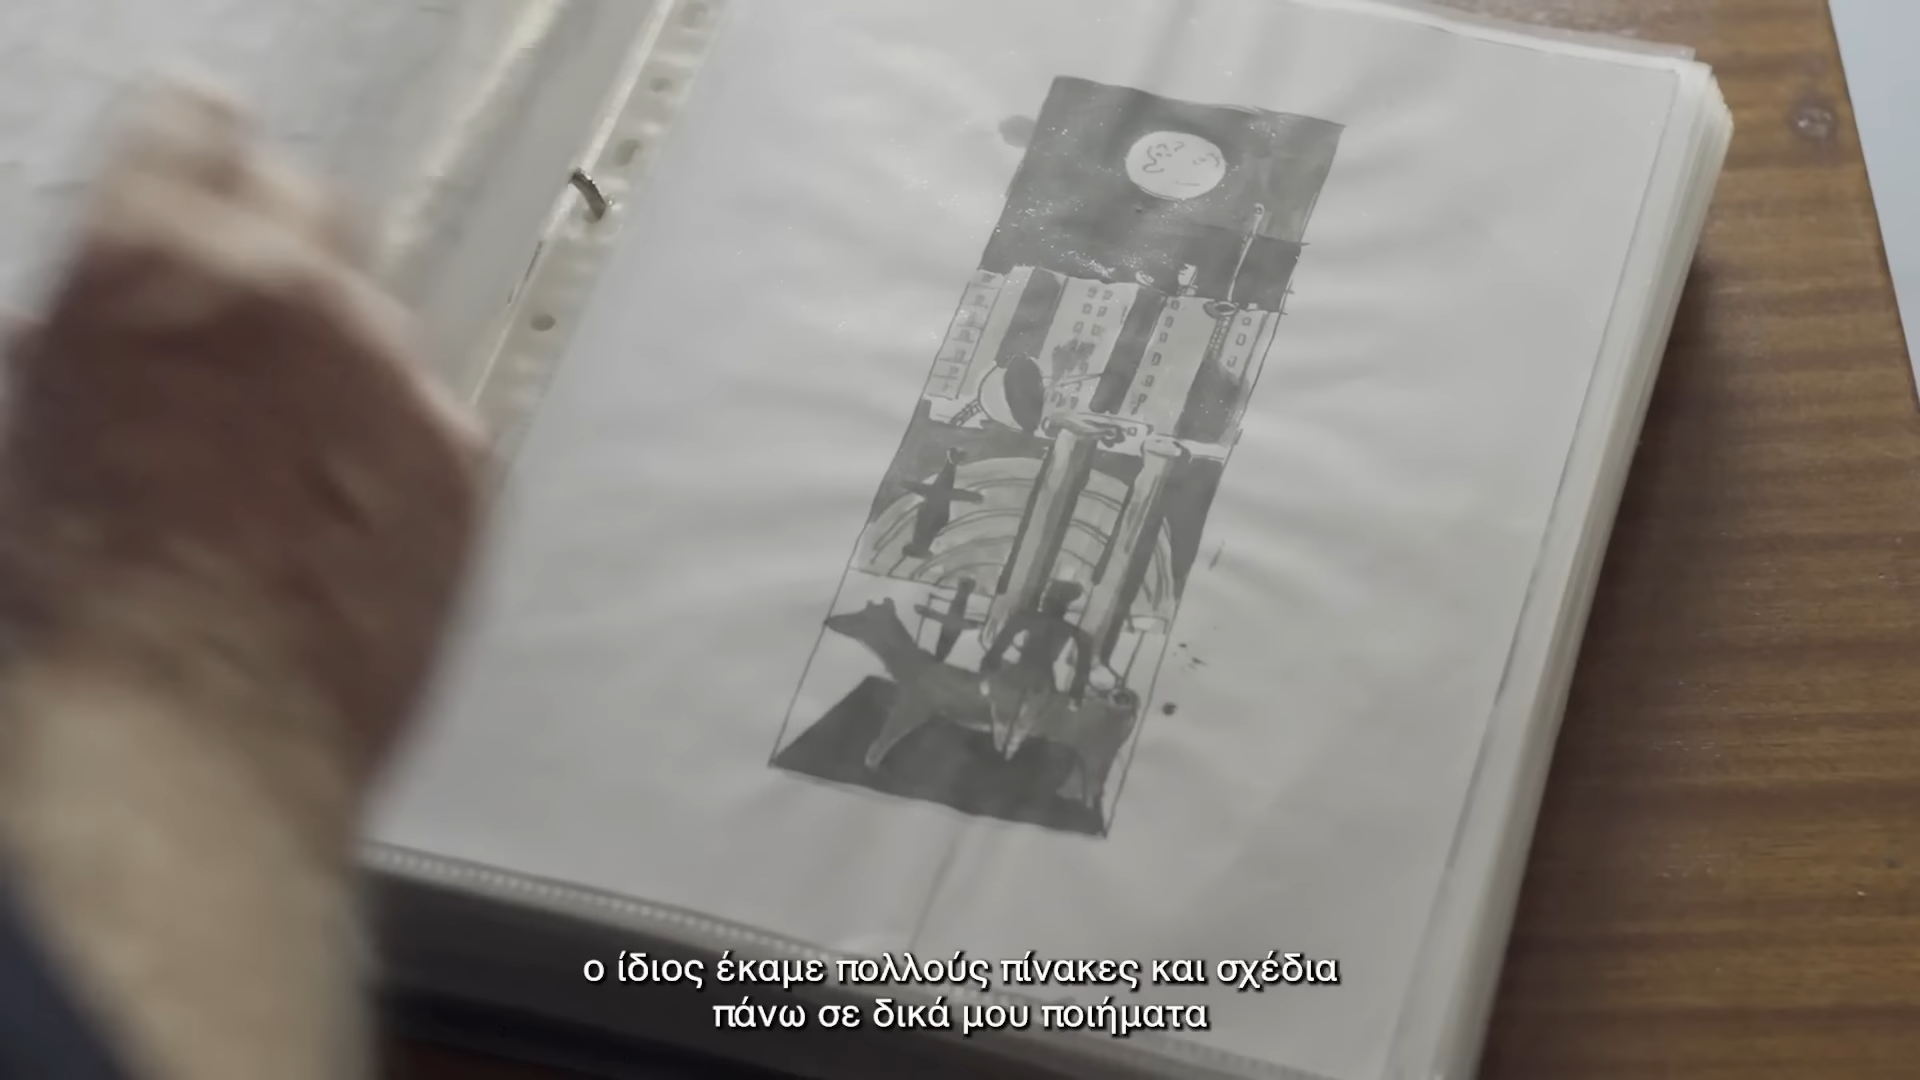 ο ίδιος έκαμε πολλούς πίνακες και σχέδια
πάνω σε δικά μου ποιήματα